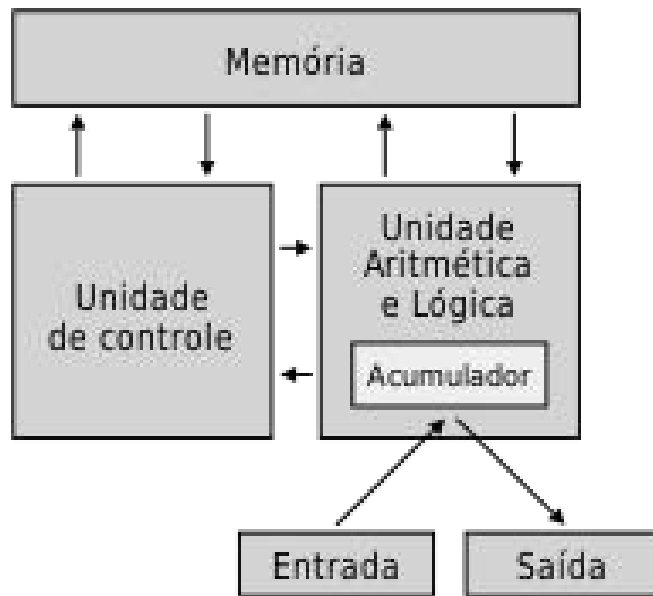 Memória
Unidade
de controle
Unidade
Aritmética
e Lógica
Acumulador
Entrada
Saída